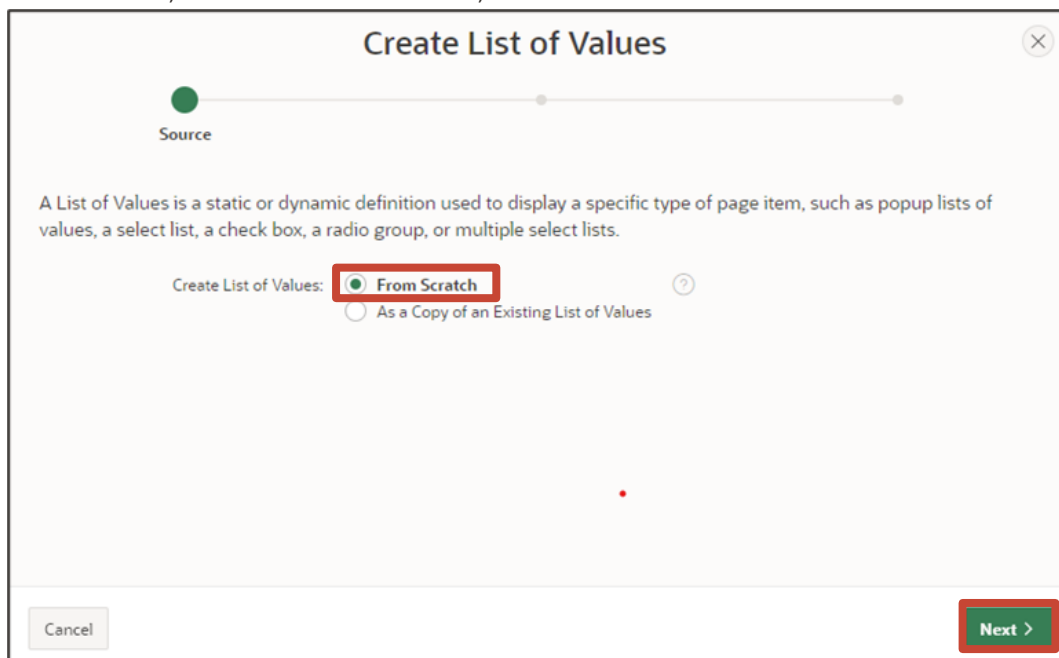 Create List of Values
Source
A List of Values is a static or dynamic definition used to display a specific type of page item, such as popup lists of
values, a select list, a check box, a radio group, or multiple select lists.
Create List of Values: From Scratch
As a Copy of an Existing List of Values
Cancel
Next >